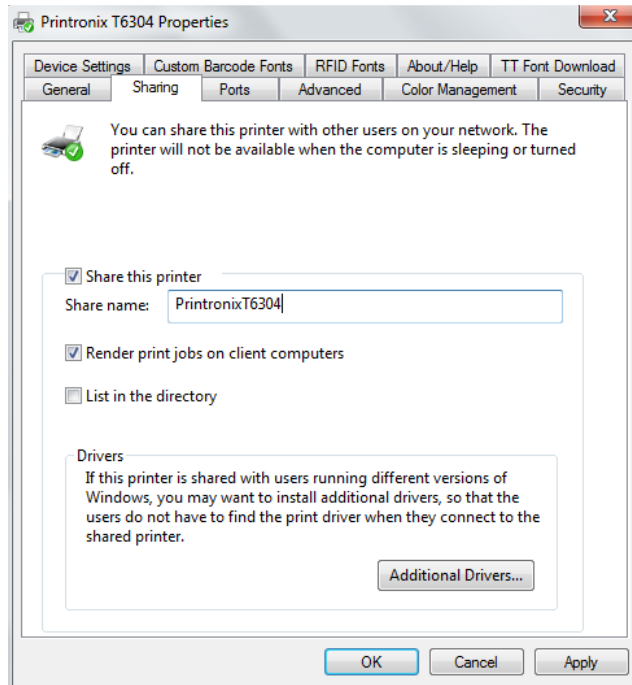 Printronix T6304 Properties
Device Settings Custom Barcode Fonts RFID Fonts About/Help TT Font Download
General Sharing Ports Advanced Color Management Security
You can share this printer with other users on your network. The
printer will not be available when the computer is sleeping or turned
off.
Share this printer
Share name: PrintronixT6304
Render print jobs on client computers
List in the directory
Drivers
If this printer is shared with users running different versions of
Windows, you may want to install additional drivers, so that the
users do not have to find the print driver when they connect to the
shared printer.
Additional Drivers...
OK Cancel Apply